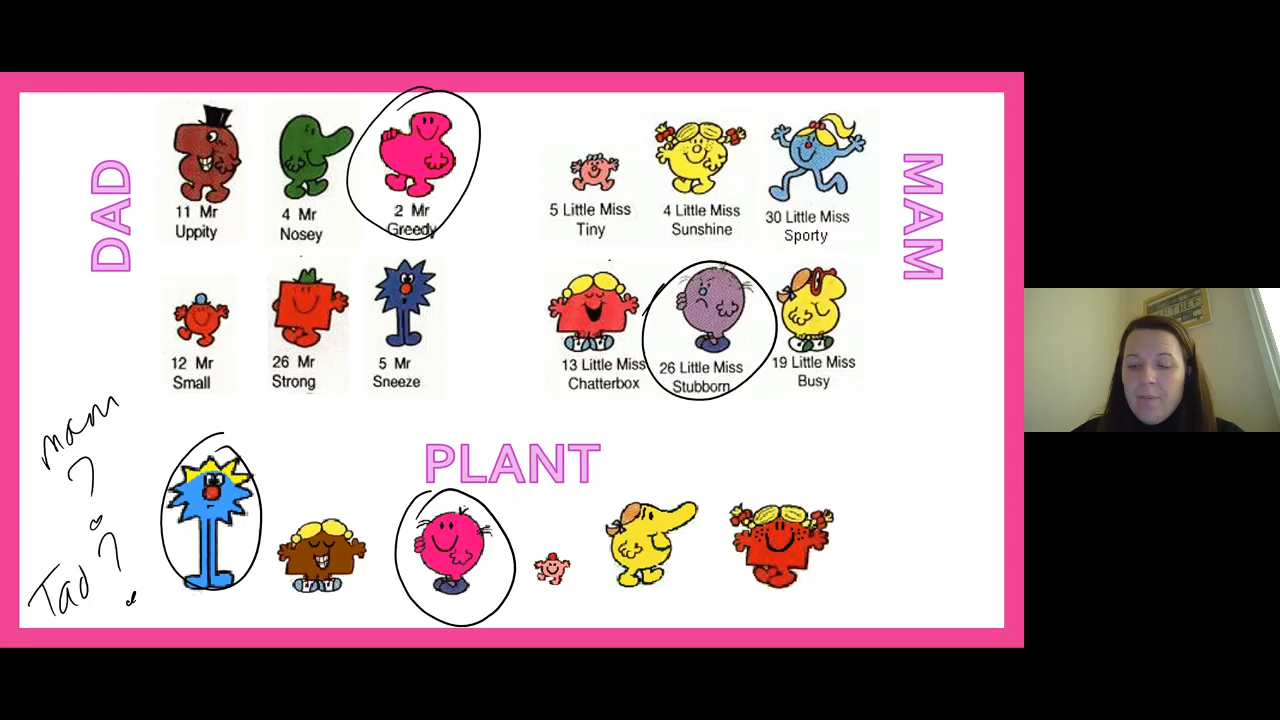 DAD
11 Mr
Uppity
4 Mr
Nosey
2 Mr
Greedy
5 Little Miss
Tiny
4 Little Miss
Sunshine
30 Little Miss
Sporty
MAM
12 Mr
Small
26 Mr
Strong
5 Mr
Sneeze
13 Little Miss
Chatterbox
26 Little Miss
Stubborn
19 Little Miss
Busy
PLANT
mam
?
Tad ?